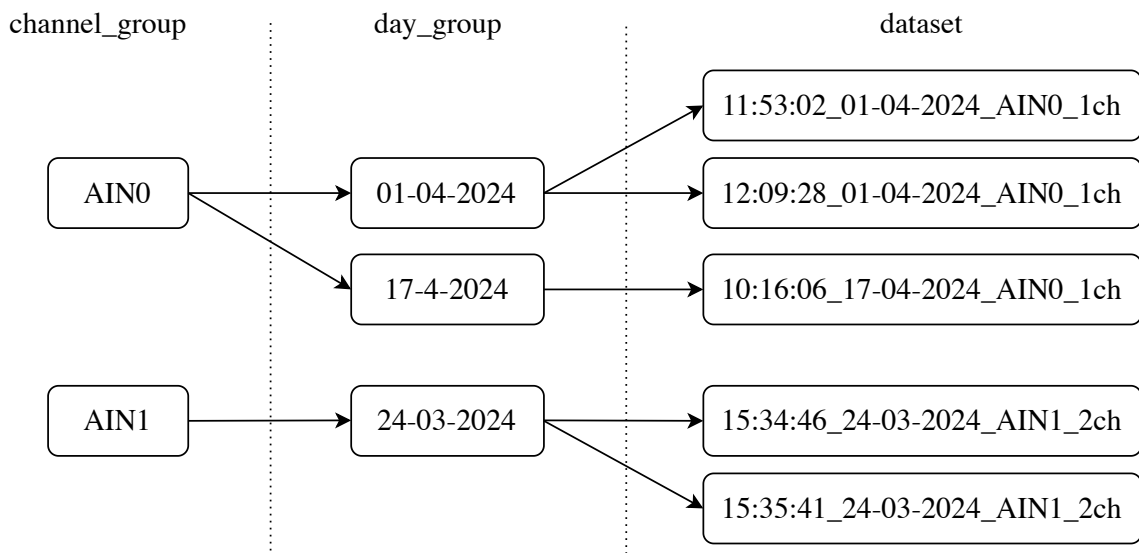 channel_group
day_group
dataset
11:53:02_01-04-2024_AIN0_1ch
AIN0
01-04-2024
12:09:28_01-04-2024_AIN0_1ch
17-4-2024
10:16:06_17-04-2024_AIN0_1ch
AIN1
24-03-2024
15:34:46_24-03-2024_AIN1_2ch
15:35:41_24-03-2024_AIN1_2ch